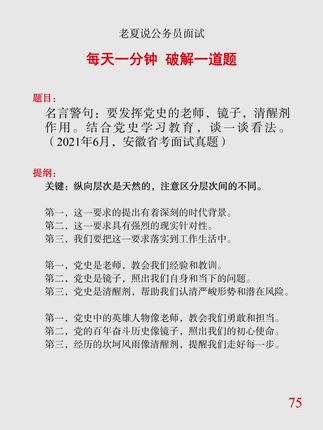 老夏说公务员面试
每天一分钟 破解一道题
题目：
名言警句：要发挥党史的老师，镜子，清醒剂
作用。结合党史学习教育，谈一谈看法。
（2021年6月，安徽省考面试真题）
提纲：
关键：纵向层次是天然的，注意区分层次间的不同。
第一，这一要求的提出有着深刻的时代背景。
第二，这一要求具有强烈的现实针对性。
第三，我们要把这一要求落实到工作生活中。
第一，党史是老师，教会我们经验和教训。
第二，党史是镜子，照出我们自身和当下的问题。
第三，党史是清醒剂，帮助我们认清严峻形势和潜在风险。
第一，党史中的英雄人物像老师，教会我们勇敢和担当。
第二，党的百年奋斗历史像镜子，照出我们的初心使命。
第三，经历的坎坷风雨像清醒剂，提醒我们走好每一步。
75